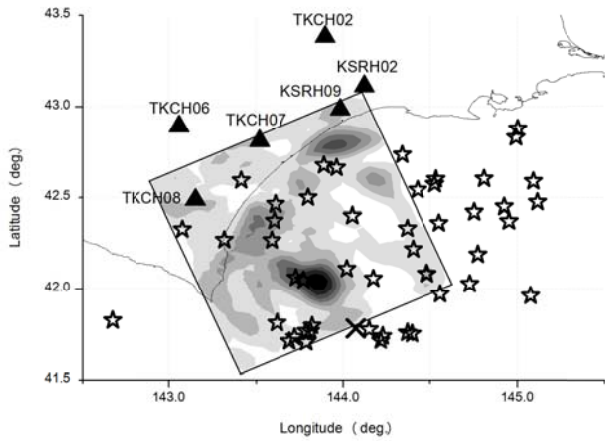 43.5
TKCH02
KSRH02
43.0
KSRH09
TKCH06
TKCH07
TKCH08
42.5
Latitude (deg.)
42.0
41.5
143.0
144.0
145.0
Longitude (deg.)